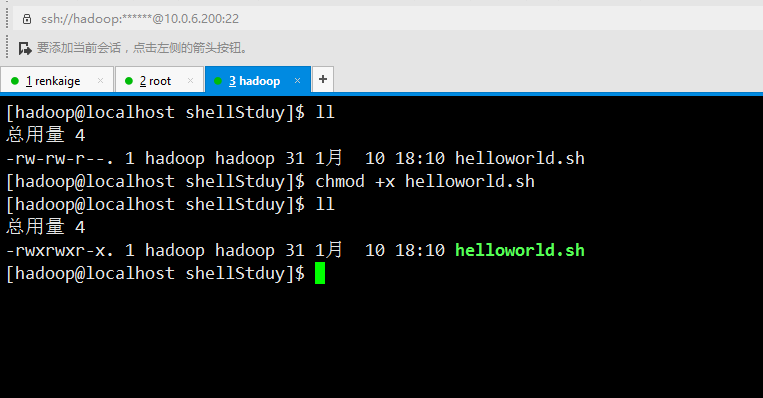 ssh://hadoop:******@10.0.6.200:22
要添加当前会话，点击左侧的箭头按钮。
1 renkaige × 2 root × 3 hadoop × +
[hadoop@localhost shellStduy]$ ll
总用量 4
-rw-rw-r--. 1 hadoop hadoop 31 1月  10 18:10 helloworld.sh
[hadoop@localhost shellStduy]$ chmod +x helloworld.sh
[hadoop@localhost shellStduy]$ ll
总用量 4
-rwxrwxr-x. 1 hadoop hadoop 31 1月  10 18:10 helloworld.sh
[hadoop@localhost shellStduy]$